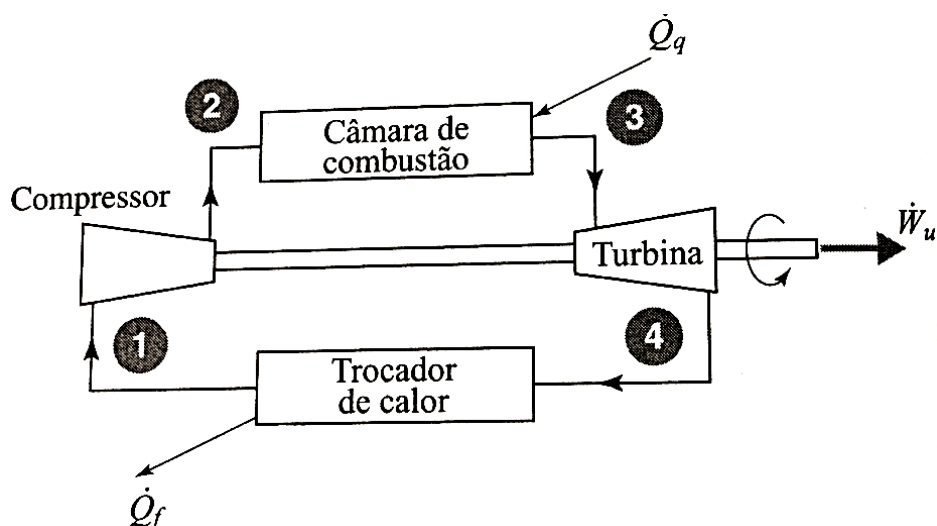 Q̇q
2
Câmara de
combustão
3
Compressor
Turbina
Ẇu
1
4
Trocador
de calor
Q̇f